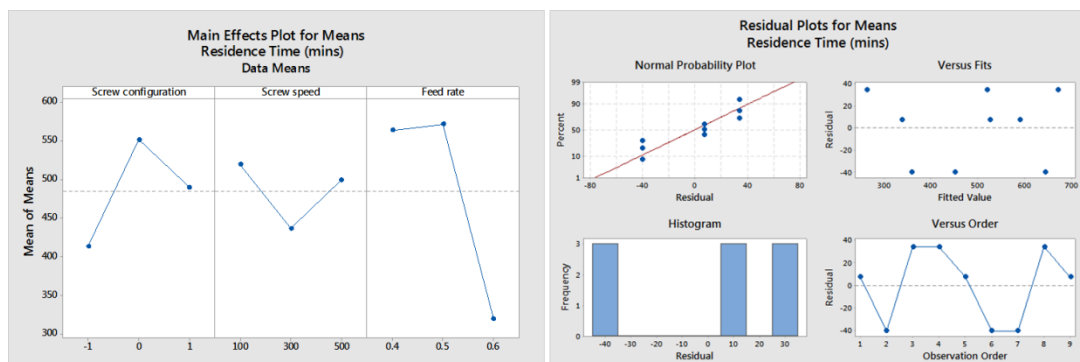 Main Effects Plot for Means
Residence Time (mins)
Data Means
Screw configuration Screw speed Feed rate
Mean of Means
600
550
500
450
400
350
300
-1 0 1 100 300 500 0.4 0.5 0.6
Residual Plots for Means
Residence Time (mins)
Normal Probability Plot
Percent
99
90
50
10
1
-80 -40 0 40 80
Residual
Versus Fits
Residual
40
20
0
-20
-40
300 400 500 600 700
Fitted Value
Histogram
Frequency
3
2
1
0
-40 -30 -20 -10 0 10 20 30
Residual
Versus Order
Residual
40
20
0
-20
-40
1 2 3 4 5 6 7 8 9
Observation Order